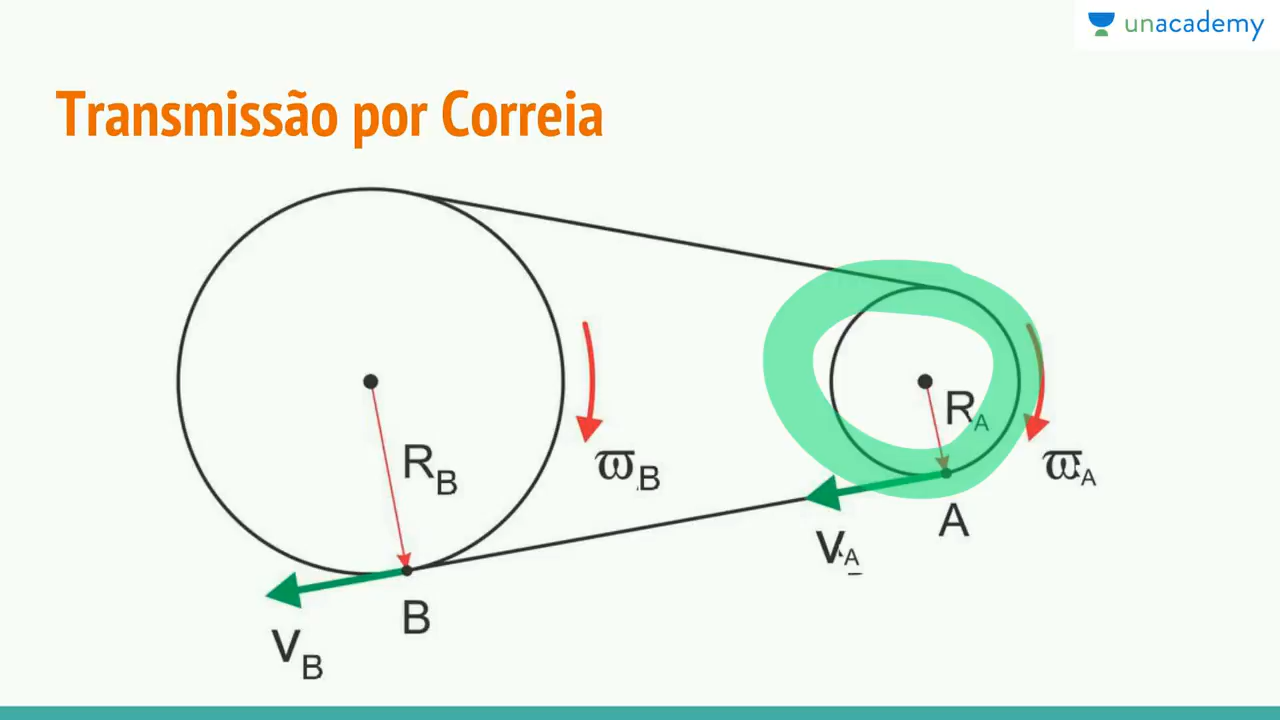 unacademy
Transmissão por Correia
R_A
R_B
ϖ_B
ϖ_A
A
V_A
B
V_B